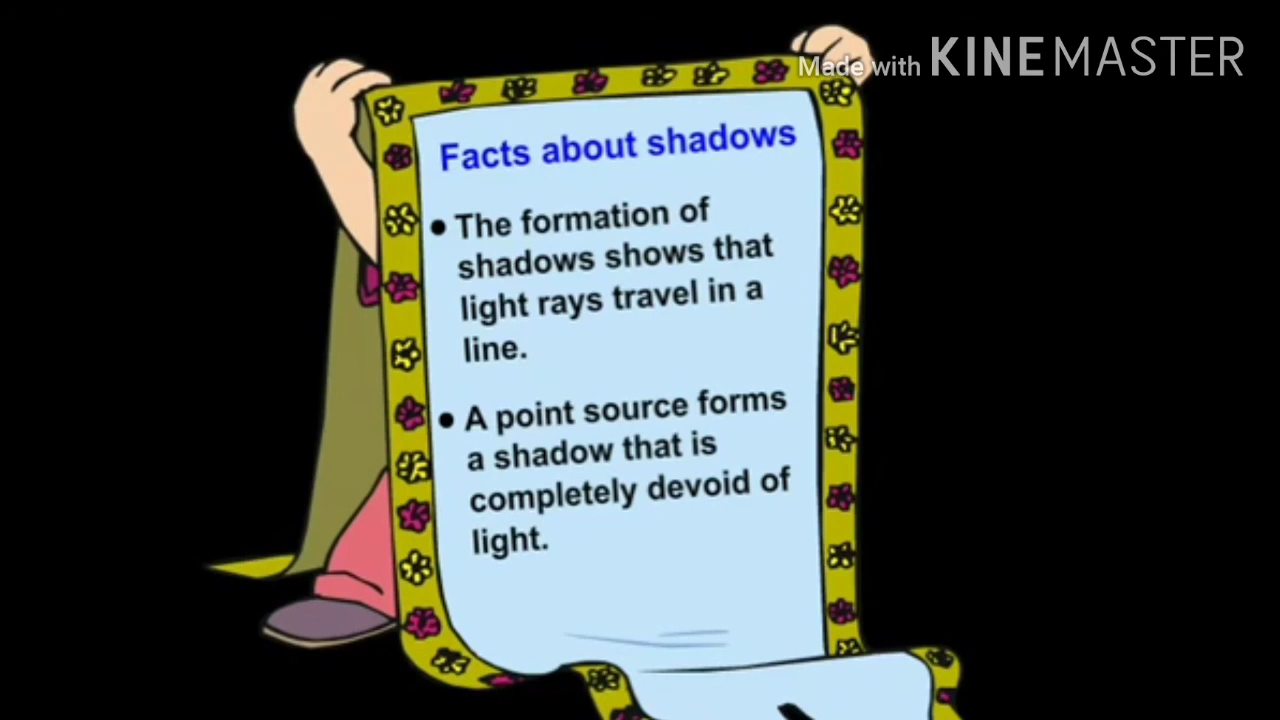 Made with KINEMASTER
Facts about shadows
• The formation of
shadows shows that
light rays travel in a
line.
• A point source forms
a shadow that is
completely devoid of
light.